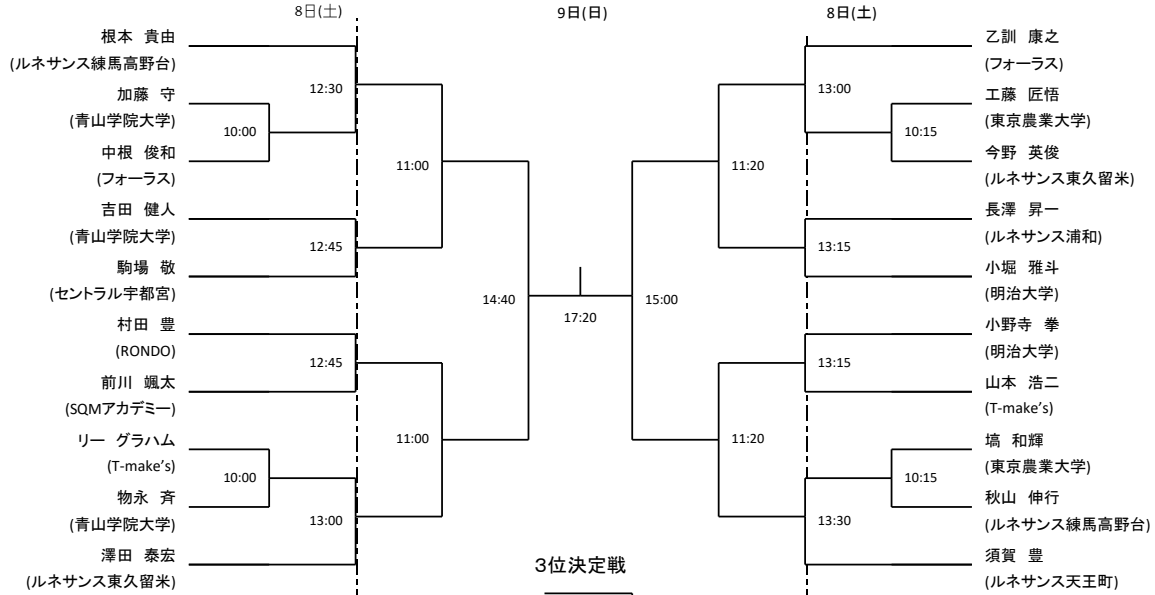 8日(土)
9日(日)
8日(土)
根本 貴由
(ルネサンス練馬高野台)
12:30
加藤 守
(青山学院大学)
10:00
中根 俊和
(フォーラス)
11:00
吉田 健人
(青山学院大学)
12:45
駒場 敬
(セントラル宇都宮)
14:40
村田 豊
(RONDO)
12:45
前川 颯太
(SQMアカデミー)
11:00
リー グラハム
(T-make's)
10:00
物永 斉
(青山学院大学)
13:00
澤田 泰宏
(ルネサンス東久留米)
17:20
3位決定戦
乙訓 康之
(フォーラス)
13:00
工藤 匠悟
(東京農業大学)
10:15
今野 英俊
(ルネサンス東久留米)
11:20
長澤 昇一
(ルネサンス浦和)
13:15
小堀 雅斗
(明治大学)
15:00
小野寺 拳
(明治大学)
13:15
山本 浩二
(T-make's)
11:20
塙 和輝
(東京農業大学)
10:15
秋山 伸行
(ルネサンス練馬高野台)
13:30
須賀 豊
(ルネサンス天王町)